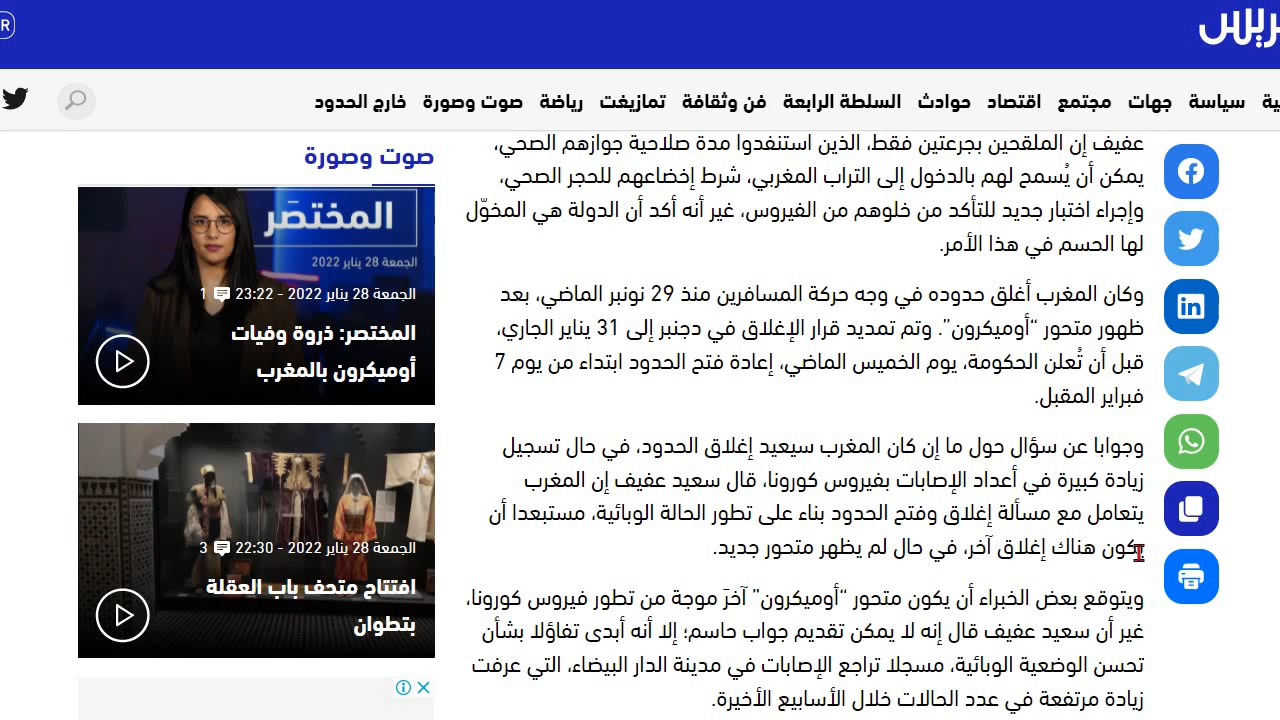 R
ريس
ية سياسة جهات مجتمع اقتصاد حوادث السلطة الرابعة فن وثقافة تمازيغت رياضة صوت وصورة خارج الحدود
عفيف إن الملقحين بجرعتين فقط، الذين استنفدوا مدة صلاحية جوازهم الصحي،
يمكن أن يُسمح لهم بالدخول إلى التراب المغربي، شرط إخضاعهم للحجر الصحي،
وإجراء اختبار جديد للتأكد من خلوهم من الفيروس، غير أنه أكد أن الدولة هي المخوّل
لها الحسم في هذا الأمر.
وكان المغرب أغلق حدوده في وجه حركة المسافرين منذ 29 نونبر الماضي، بعد
ظهور متحور “أوميكرون”. وتم تمديد قرار الإغلاق في دجنبر إلى 31 يناير الجاري،
قبل أن تُعلن الحكومة، يوم الخميس الماضي، إعادة فتح الحدود ابتداء من يوم 7
فبراير المقبل.
وجوابا عن سؤال حول ما إن كان المغرب سيعيد إغلاق الحدود، في حال تسجيل
زيادة كبيرة في أعداد الإصابات بفيروس كورونا، قال سعيد عفيف إن المغرب
يتعامل مع مسألة إغلاق وفتح الحدود بناء على تطور الحالة الوبائية، مستبعدا أن
يكون هناك إغلاق آخر، في حال لم يظهر متحور جديد.
ويتوقع بعض الخبراء أن يكون متحور “أوميكرون” آخرَ موجة من تطور فيروس كورونا،
غير أن سعيد عفيف قال إنه لا يمكن تقديم جواب حاسم؛ إلا أنه أبدى تفاؤلا بشأن
تحسن الوضعية الوبائية، مسجلا تراجع الإصابات في مدينة الدار البيضاء، التي عرفت
زيادة مرتفعة في عدد الحالات خلال الأسابيع الأخيرة.
صوت وصورة
المختصَر
الجمعة 28 يناير 2022
الجمعة 28 يناير 2022 - 23:22 1
المختصر: ذروة وفيات
أوميكرون بالمغرب
الجمعة 28 يناير 2022 - 22:30 3
افتتاح متحف باب العقلة
بتطوان